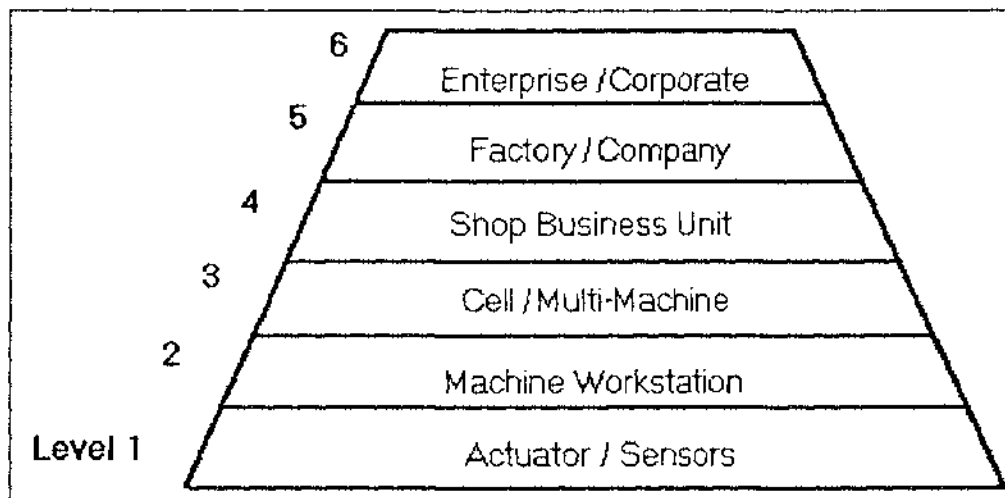 6
Enterprise / Corporate
5
Factory / Company
4
Shop Business Unit
3
Cell / Multi-Machine
2
Machine Workstation
Level 1
Actuator / Sensors